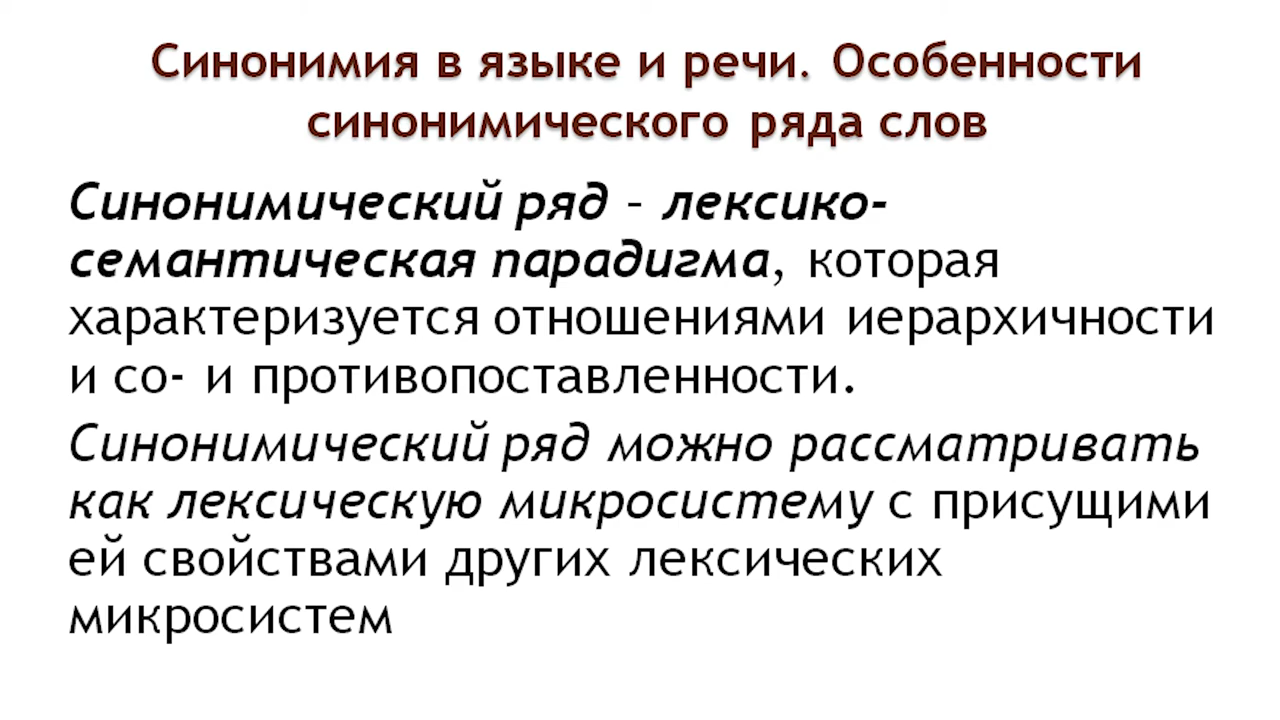 Синонимия в языке и речи. Особенности
синонимического ряда слов
Синонимический ряд – лексико-
семантическая парадигма, которая
характеризуется отношениями иерархичности
и со- и противопоставленности.
Синонимический ряд можно рассматривать
как лексическую микросистему с присущими
ей свойствами других лексических
микросистем